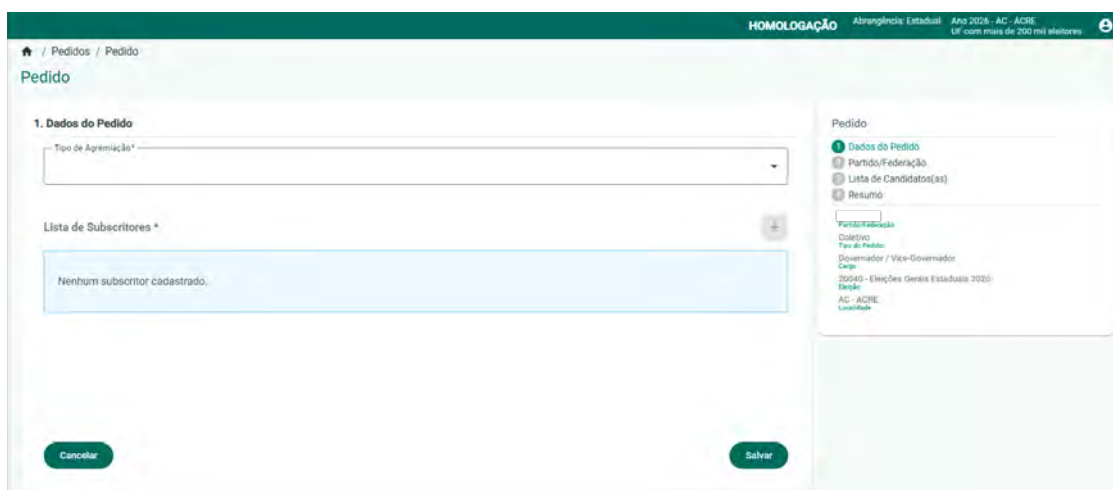 HOMOLOGAÇÃO
Abrangência: Estadual
Ano 2026 - AC - ACRE
UF com mais de 200 mil eleitores
/ Pedidos / Pedido
Pedido
1. Dados do Pedido
Tipo de Agremiação*
Lista de Subscritores *
+
Nenhum subscritor cadastrado.
Cancelar
Salvar
Pedido
1 Dados do Pedido
Partido/Federação
Lista de Candidatos(as)
Resumo
Partido/Federação
Coletivo
Tipo do Pedido
Governador / Vice-Governador
Cargo
20040 - Eleições Gerais Estaduais 2026
Eleição
AC - ACRE
Localidade